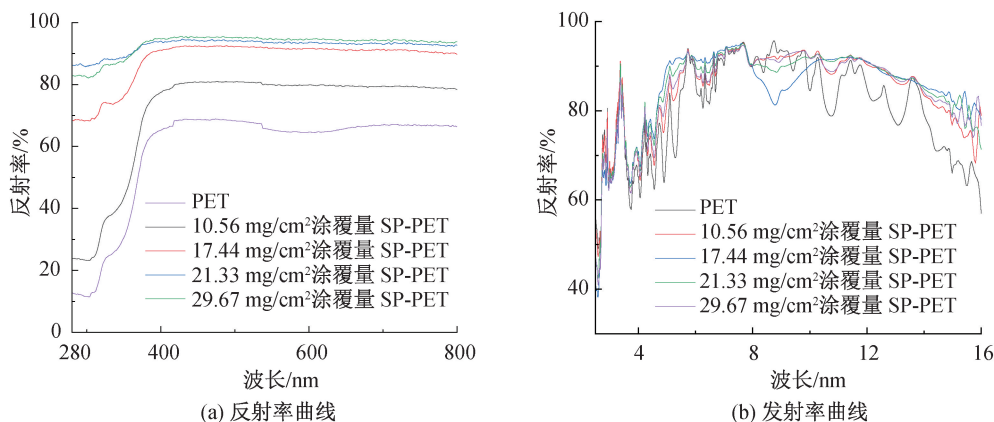 100
80
60
40
20
0
反射率/%
280
400
600
800
波长/nm
PET
10.56 mg/cm²涂覆量 SP-PET
17.44 mg/cm²涂覆量 SP-PET
21.33 mg/cm²涂覆量 SP-PET
29.67 mg/cm²涂覆量 SP-PET
(a) 反射率曲线
100
80
60
40
反射率/%
4
8
12
16
波长/nm
PET
10.56 mg/cm²涂覆量 SP-PET
17.44 mg/cm²涂覆量 SP-PET
21.33 mg/cm²涂覆量 SP-PET
29.67 mg/cm²涂覆量 SP-PET
(b) 发射率曲线